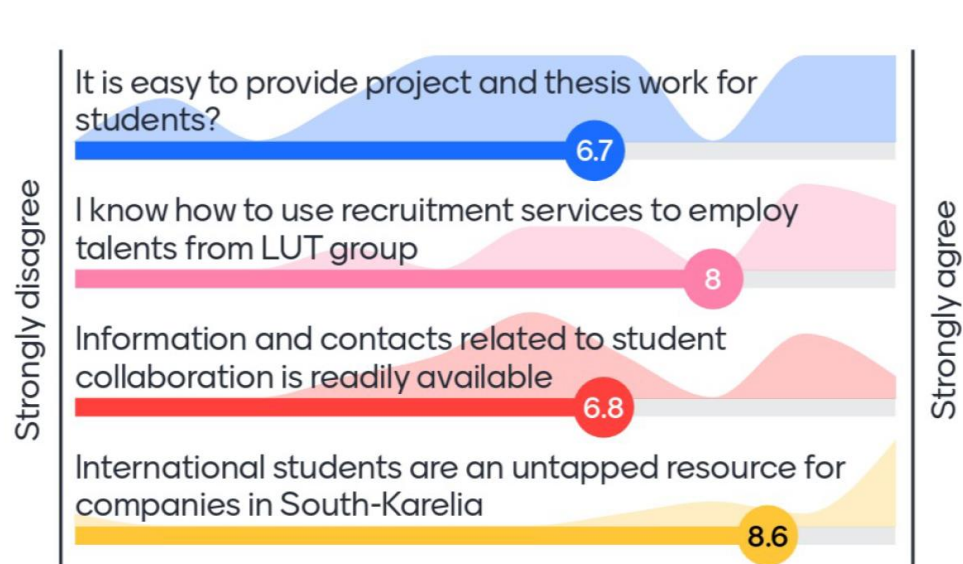 It is easy to provide project and thesis work for
students?
6.7
I know how to use recruitment services to employ
talents from LUT group
8
Strongly disagree
Strongly agree
Information and contacts related to student
collaboration is readily available
6.8
International students are an untapped resource for
companies in South-Karelia
8.6